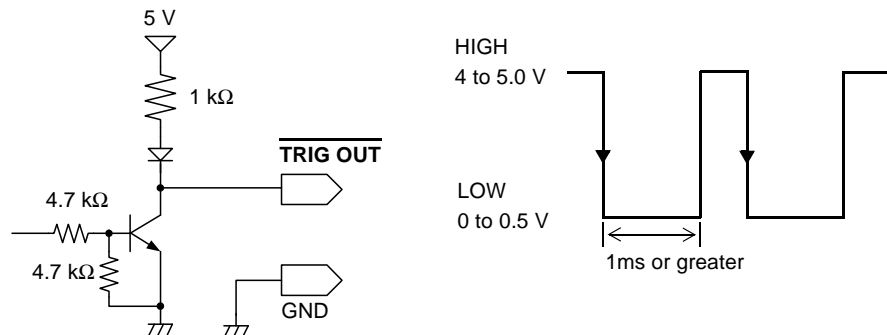 5 V
1 kΩ
TRIG OUT
4.7 kΩ
4.7 kΩ
GND
HIGH
4 to 5.0 V
LOW
0 to 0.5 V
1ms or greater